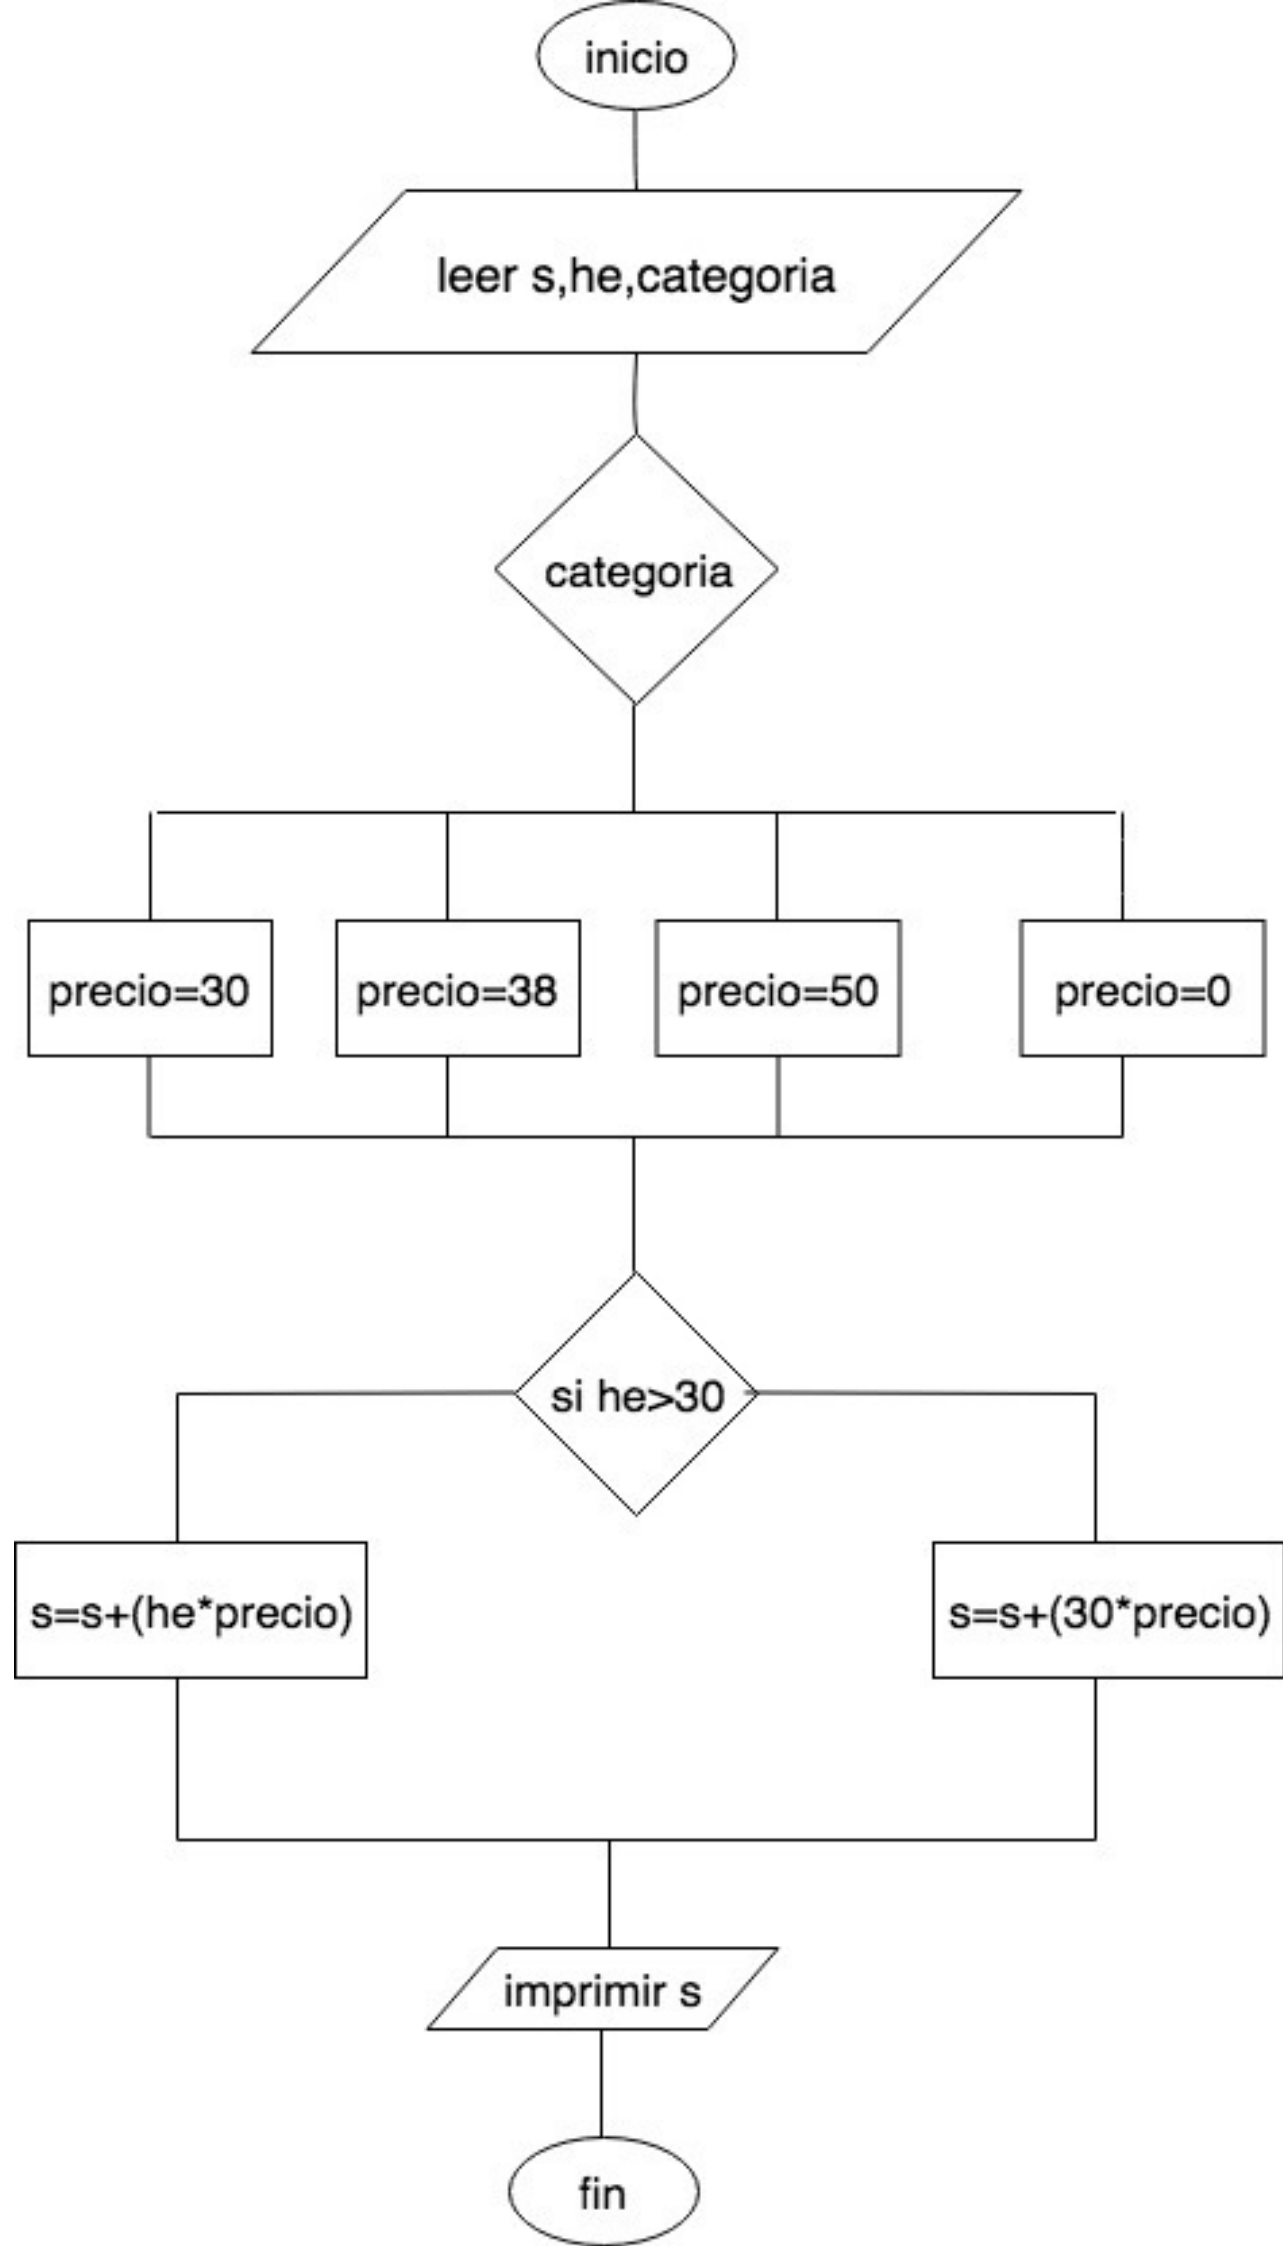 inicio
leer s,he,categoria
categoria
precio=30
precio=38
precio=50
precio=0
si he>30
s=s+(he*precio)
s=s+(30*precio)
imprimir s
fin